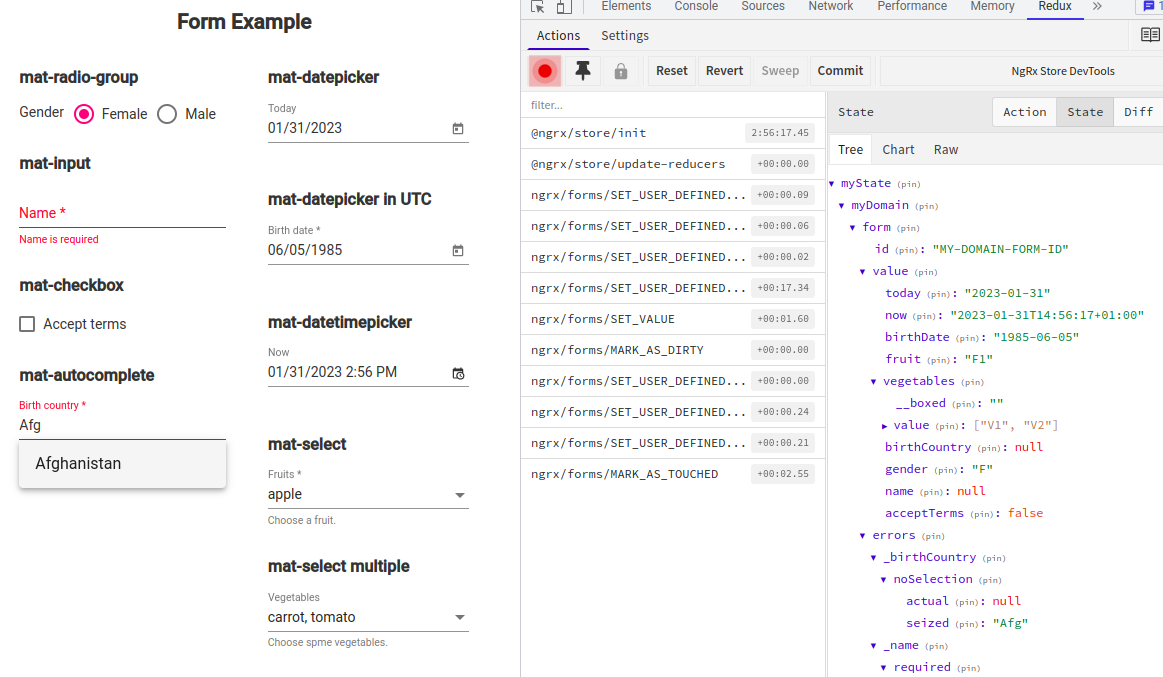 Form Example
mat-radio-group
Gender Female Male
mat-input
Name *
Name is required
mat-checkbox
Accept terms
mat-autocomplete
Birth country *
Afg
Afghanistan
mat-datepicker
Today
01/31/2023
mat-datepicker in UTC
Birth date *
06/05/1985
mat-datetimepicker
Now
01/31/2023 2:56 PM
mat-select
Fruits *
apple
Choose a fruit.
mat-select multiple
Vegetables
carrot, tomato
Choose spme vegetables.
Elements Console Sources Network Performance Memory Redux » 1
Actions Settings
Reset Revert Sweep Commit NgRx Store DevTools
filter...
@ngrx/store/init 2:56:17.45
@ngrx/store/update-reducers +00:00.00
ngrx/forms/SET_USER_DEFINED... +00:00.09
ngrx/forms/SET_USER_DEFINED... +00:00.06
ngrx/forms/SET_USER_DEFINED... +00:00.02
ngrx/forms/SET_USER_DEFINED... +00:17.34
ngrx/forms/SET_VALUE +00:01.60
ngrx/forms/MARK_AS_DIRTY +00:00.00
ngrx/forms/SET_USER_DEFINED... +00:00.00
ngrx/forms/SET_USER_DEFINED... +00:00.24
ngrx/forms/SET_USER_DEFINED... +00:00.21
ngrx/forms/MARK_AS_TOUCHED +00:02.55
State Action State Diff
Tree Chart Raw
myState (pin)
myDomain (pin)
form (pin)
id (pin): "MY-DOMAIN-FORM-ID"
value (pin)
today (pin): "2023-01-31"
now (pin): "2023-01-31T14:56:17+01:00"
birthDate (pin): "1985-06-05"
fruit (pin): "F1"
vegetables (pin)
__boxed (pin): ""
value (pin): ["V1", "V2"]
birthCountry (pin): null
gender (pin): "F"
name (pin): null
acceptTerms (pin): false
errors (pin)
_birthCountry (pin)
noSelection (pin)
actual (pin): null
seized (pin): "Afg"
_name (pin)
required (pin)